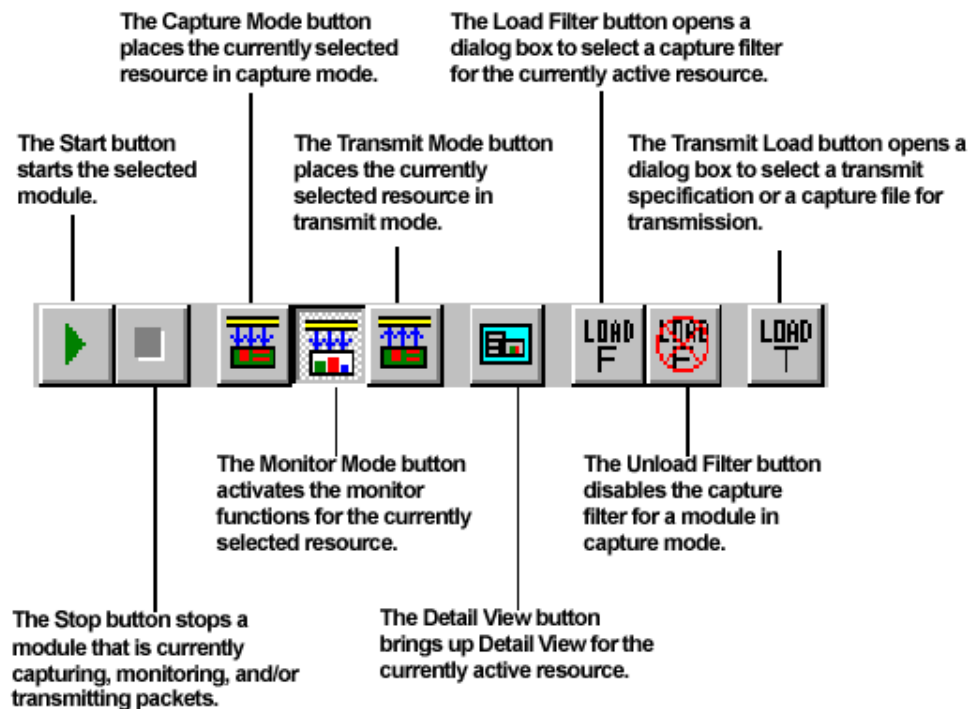 The Capture Mode button
places the currently selected
resource in capture mode.
The Load Filter button opens a
dialog box to select a capture filter
for the currently active resource.
The Start button
starts the selected
module.
The Transmit Mode button
places the currently
selected resource in
transmit mode.
The Transmit Load button opens a
dialog box to select a transmit
specification or a capture file for
transmission.
LOAD
F
LOAD
F
LOAD
T
The Monitor Mode button
activates the monitor
functions for the currently
selected resource.
The Unload Filter button
disables the capture
filter for a module in
capture mode.
The Stop button stops a
module that is currently
capturing, monitoring, and/or
transmitting packets.
The Detail View button
brings up Detail View for the
currently active resource.